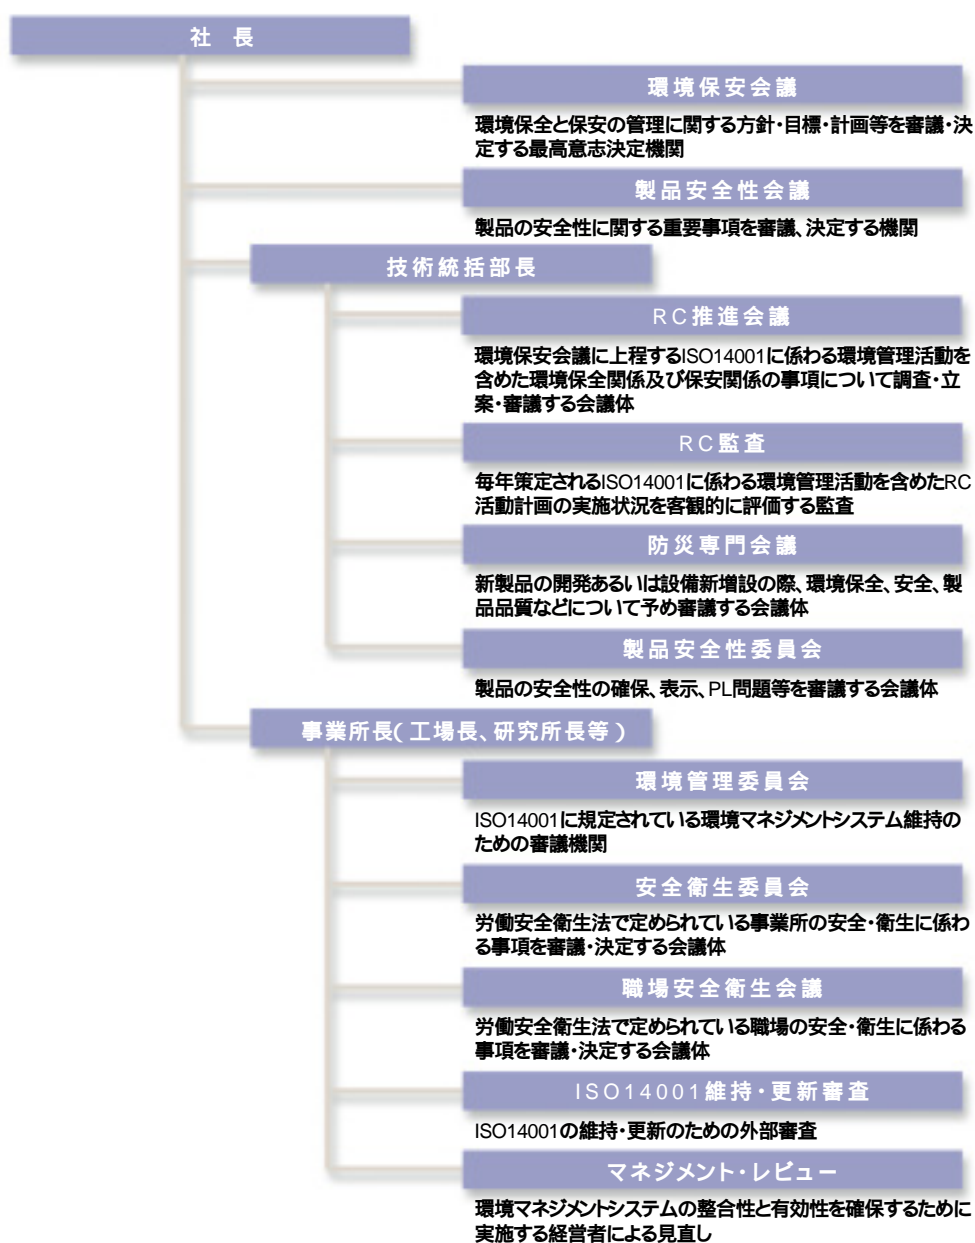 社 長
環境保安会議
環境保全と保安の管理に関する方針・目標・計画等を審議・決
定する最高意志決定機関
製品安全性会議
製品の安全性に関する重要事項を審議、決定する機関
技術統括部長
RC推進会議
環境保安会議に上程するISO14001に係わる環境管理活動を
含めた環境保全関係及び保安関係の事項について調査・立
案・審議する会議体
RC監査
毎年策定されるISO14001に係わる環境管理活動を含めたRC
活動計画の実施状況を客観的に評価する監査
防災専門会議
新製品の開発あるいは設備新増設の際、環境保全、安全、製
品品質などについて予め審議する会議体
製品安全性委員会
製品の安全性の確保、表示、PL問題等を審議する会議体
事業所長(工場長、研究所長等)
環境管理委員会
ISO14001に規定されている環境マネジメントシステム維持の
ための審議機関
安全衛生委員会
労働安全衛生法で定められている事業所の安全・衛生に係わ
る事項を審議・決定する会議体
職場安全衛生会議
労働安全衛生法で定められている職場の安全・衛生に係わる
事項を審議・決定する会議体
ISO14001維持・更新審査
ISO14001の維持・更新のための外部審査
マネジメント・レビュー
環境マネジメントシステムの整合性と有効性を確保するために
実施する経営者による見直し